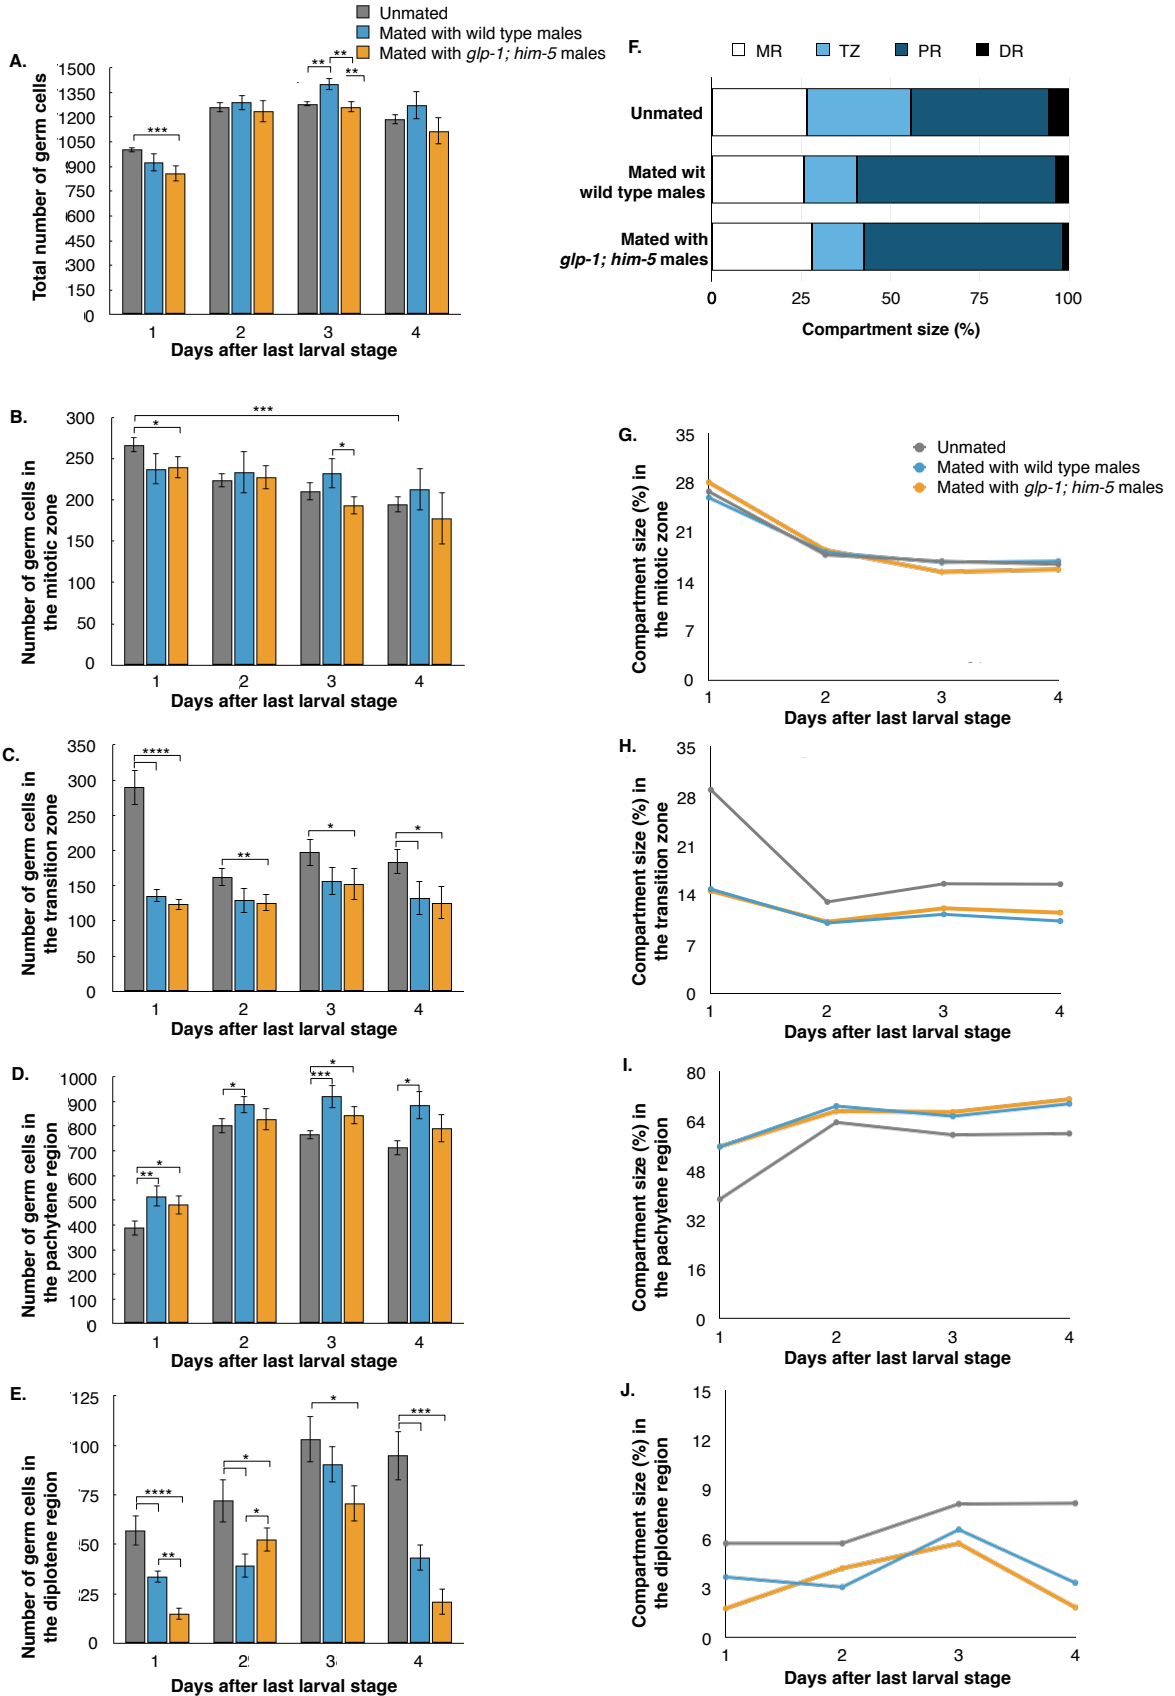 Unmated
Mated with wild type males
Mated with glp-1; him-5 males
A.
Total number of germ cells
1500
1350
1200
1050
900
750
600
450
300
150
0
***
**
**
**
1 2 3 4
Days after last larval stage
F.
MR TZ PR DR
Unmated
Mated wit
wild type males
Mated with
glp-1; him-5 males
0 25 50 75 100
Compartment size (%)
B.
Number of germ cells in
the mitotic zone
300
250
200
150
100
50
0
***
*
*
1 2 3 4
Days after last larval stage
G.
Compartment size (%) in
the mitotic zone
35
28
21
14
7
0
Unmated
Mated with wild type males
Mated with glp-1; him-5 males
1 2 3 4
Days after last larval stage
C.
Number of germ cells in
the transition zone
350
300
250
200
150
100
50
0
****
**
*
*
1 2 3 4
Days after last larval stage
H.
Compartment size (%) in
the transition zone
35
28
21
14
7
0
1 2 3 4
Days after last larval stage
D.
Number of germ cells in
the pachytene region
1000
900
800
700
600
500
400
300
200
100
0
*
**
*
*
***
*
1 2 3 4
Days after last larval stage
I.
Compartment size (%) in
the pachytene region
80
64
48
32
16
0
1 2 3 4
Days after last larval stage
E.
Number of germ cells in
the diplotene region
125
100
75
50
25
0
****
**
*
*
*
***
1 2 3 4
Days after last larval stage
J.
Compartment size (%) in
the diplotene region
15
12
9
6
3
0
1 2 3 4
Days after last larval stage